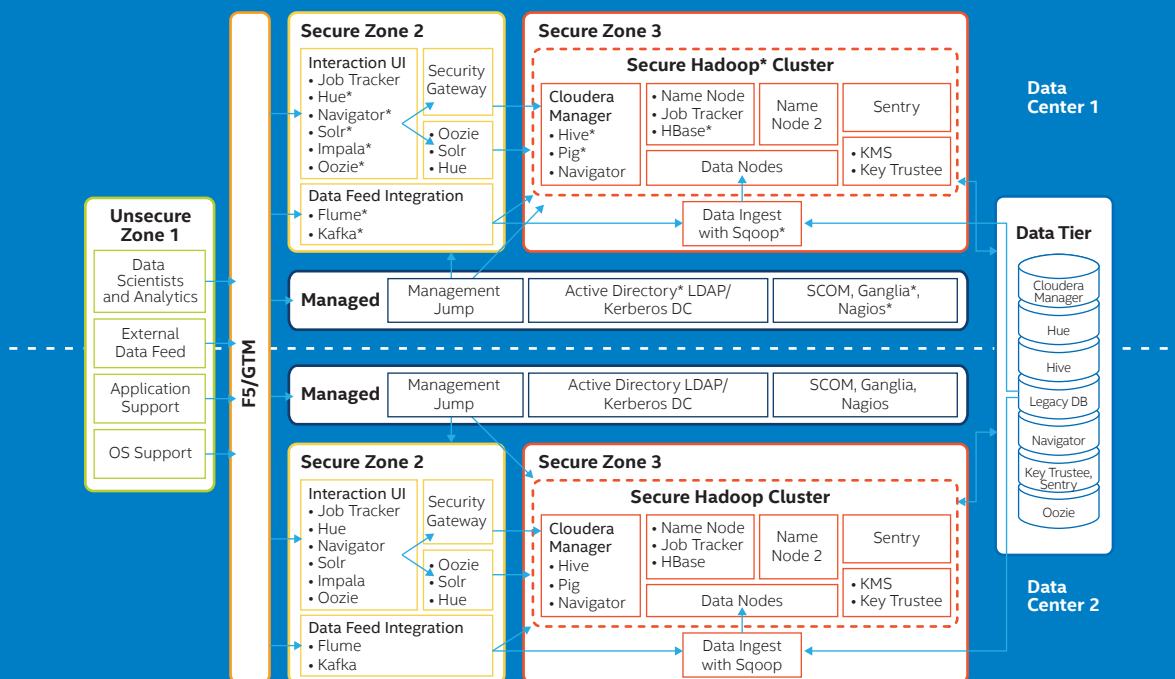 Unsecure
Zone 1
Data
Scientists
and Analytics
External
Data Feed
Application
Support
OS Support
F5/GTM
Secure Zone 2
Interaction UI
• Job Tracker
• Hue*
• Navigator*
• Solr*
• Impala*
• Oozie*
Security
Gateway
• Oozie
• Solr
• Hue
Data Feed Integration
• Flume*
• Kafka*
Secure Zone 3
Secure Hadoop* Cluster
Cloudera
Manager
• Hive*
• Pig*
• Navigator
• Name Node
• Job Tracker
• HBase*
Name
Node 2
Sentry
Data Nodes
• KMS
• Key Trustee
Data Ingest
with Sqoop*
Data
Center 1
Managed
Management
Jump
Active Directory* LDAP/
Kerberos DC
SCOM, Ganglia*,
Nagios*
Managed
Management
Jump
Active Directory LDAP/
Kerberos DC
SCOM, Ganglia,
Nagios
Secure Zone 2
Interaction UI
• Job Tracker
• Hue
• Navigator
• Solr
• Impala
• Oozie
Security
Gateway
• Oozie
• Solr
• Hue
Data Feed Integration
• Flume
• Kafka
Secure Zone 3
Secure Hadoop Cluster
Cloudera
Manager
• Hive
• Pig
• Navigator
• Name Node
• Job Tracker
• HBase
Name
Node 2
Sentry
Data Nodes
• KMS
• Key Trustee
Data Ingest
with Sqoop
Data Tier
Cloudera
Manager
Hue
Hive
Legacy DB
Navigator
Key Trustee,
Sentry
Oozie
Data
Center 2